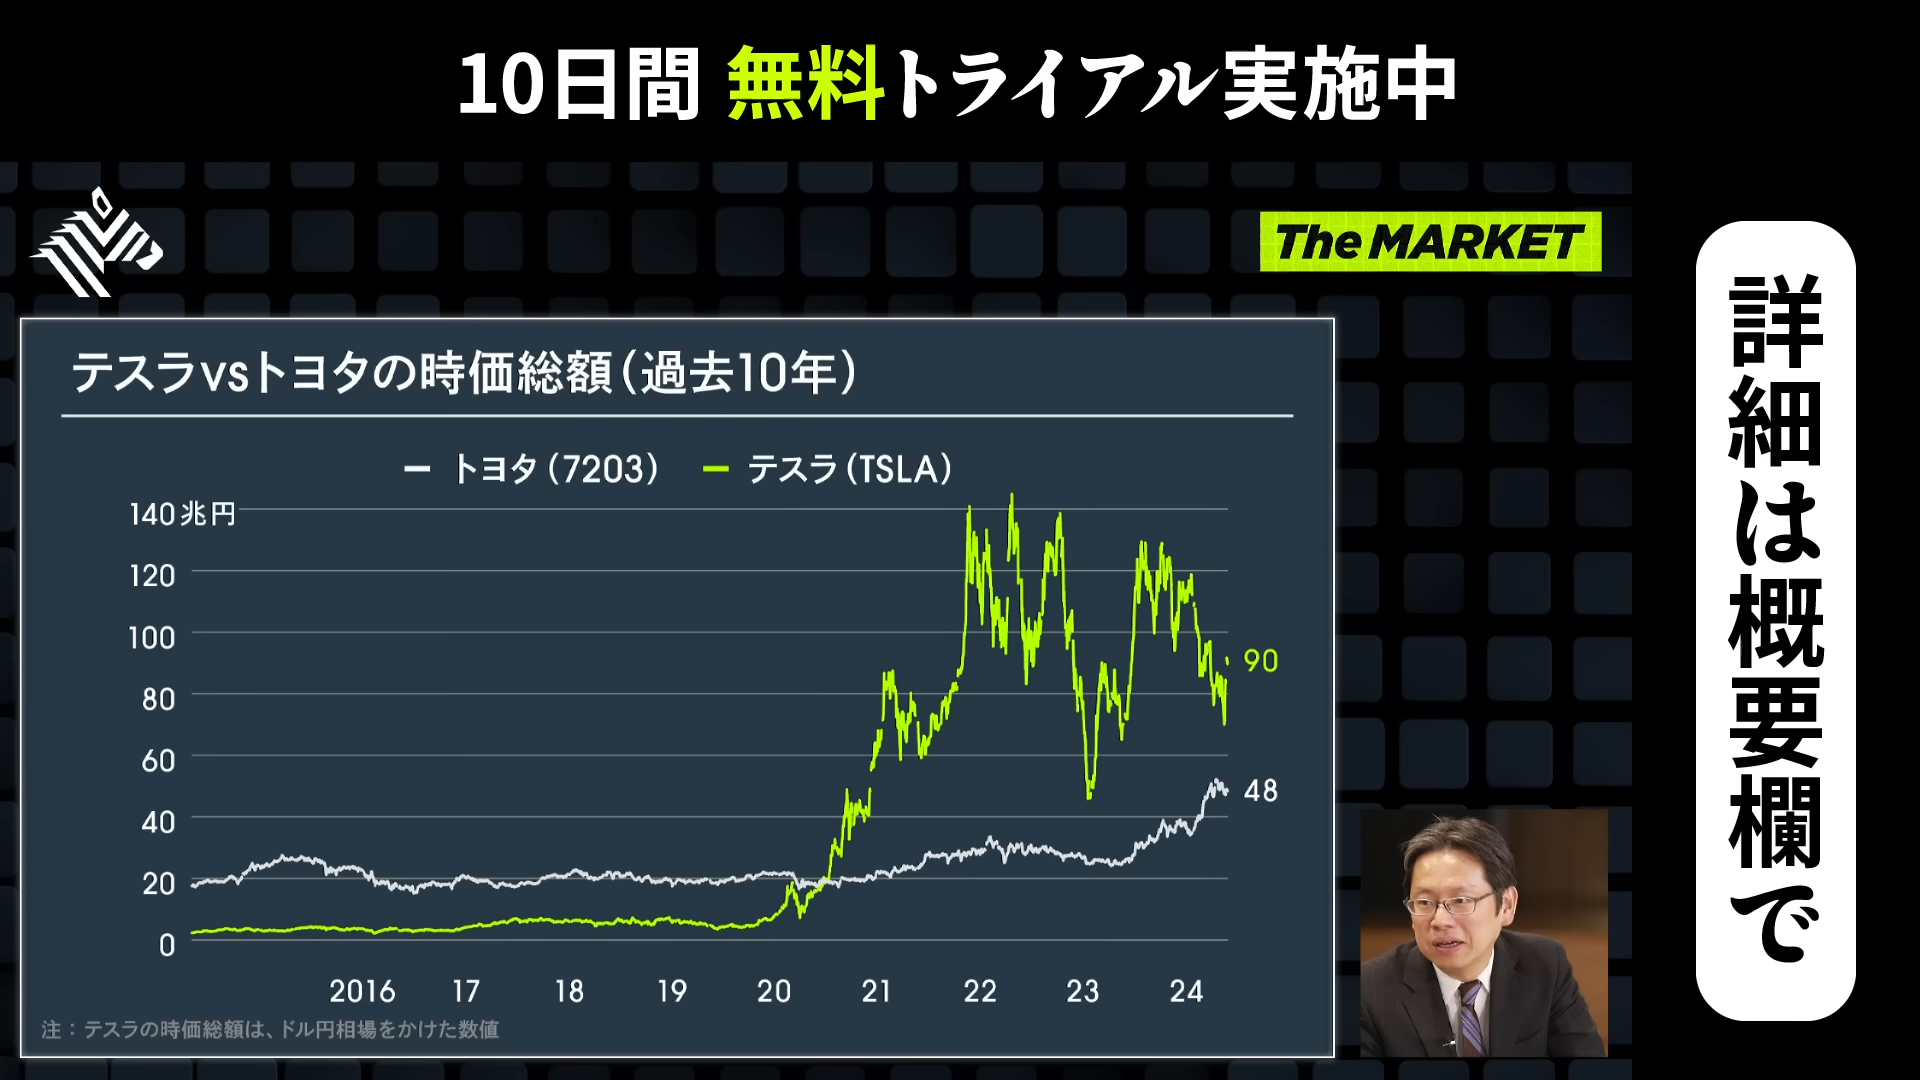 10日間 無料トライアル実施中
The MARKET
テスラvsトヨタの時価総額（過去10年）
トヨタ（7203） テスラ（TSLA）
140兆円
120
100
80
60
40
20
0
90
48
2016 17 18 19 20 21 22 23 24
注：テスラの時価総額は、ドル円相場をかけた数値
詳細は概要欄で